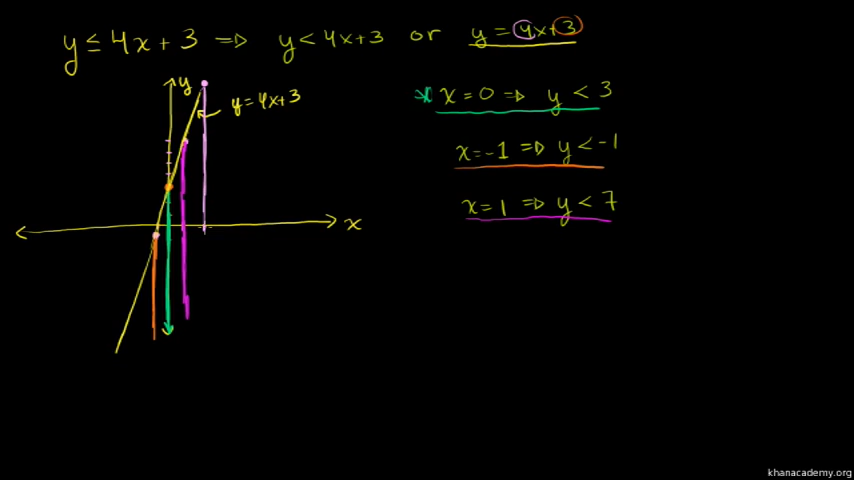 y ≤ 4x + 3 ⇒ y < 4x+3 or y = 4x+3
y
y = 4x+3
x
* x = 0 ⇒ y < 3
x = -1 ⇒ y < -1
x = 1 ⇒ y < 7
khanacademy.org